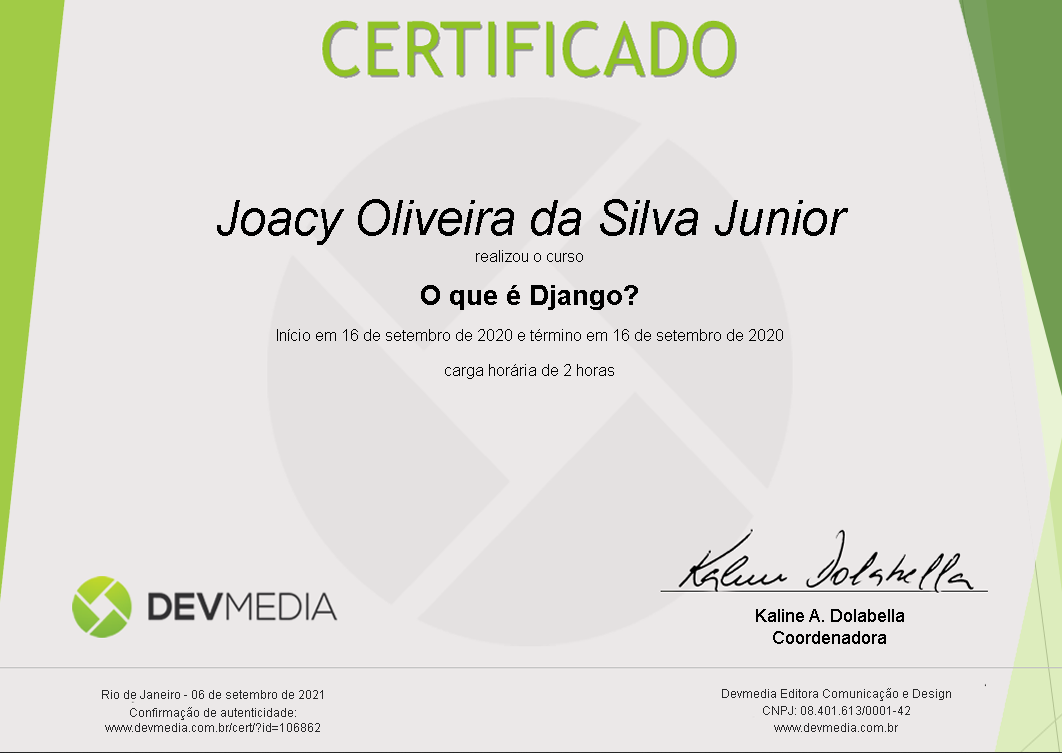 CERTIFICADO
Joacy Oliveira da Silva Junior
realizou o curso
O que é Django?
Início em 16 de setembro de 2020 e término em 16 de setembro de 2020
carga horária de 2 horas
Kaline Dolabella
DEVMEDIA
Kaline A. Dolabella
Coordenadora
Rio de Janeiro - 06 de setembro de 2021
Confirmação de autenticidade:
www.devmedia.com.br/cert/?id=106862
Devmedia Editora Comunicação e Design
CNPJ: 08.401.613/0001-42
www.devmedia.com.br